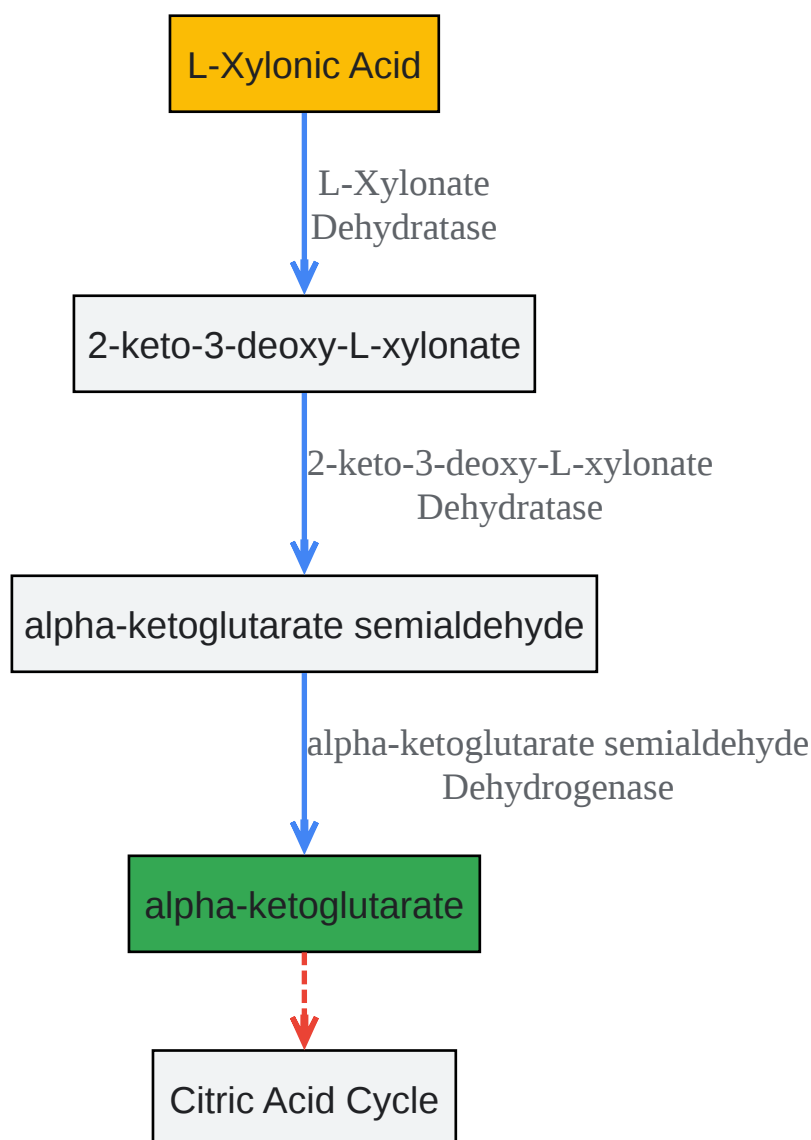 L-Xylonic Acid
L-Xylonate
Dehydratase
2-keto-3-deoxy-L-xylonate
2-keto-3-deoxy-L-xylonate
Dehydratase
alpha-ketoglutarate semialdehyde
alpha-ketoglutarate semialdehyde
Dehydrogenase
alpha-ketoglutarate
Citric Acid Cycle